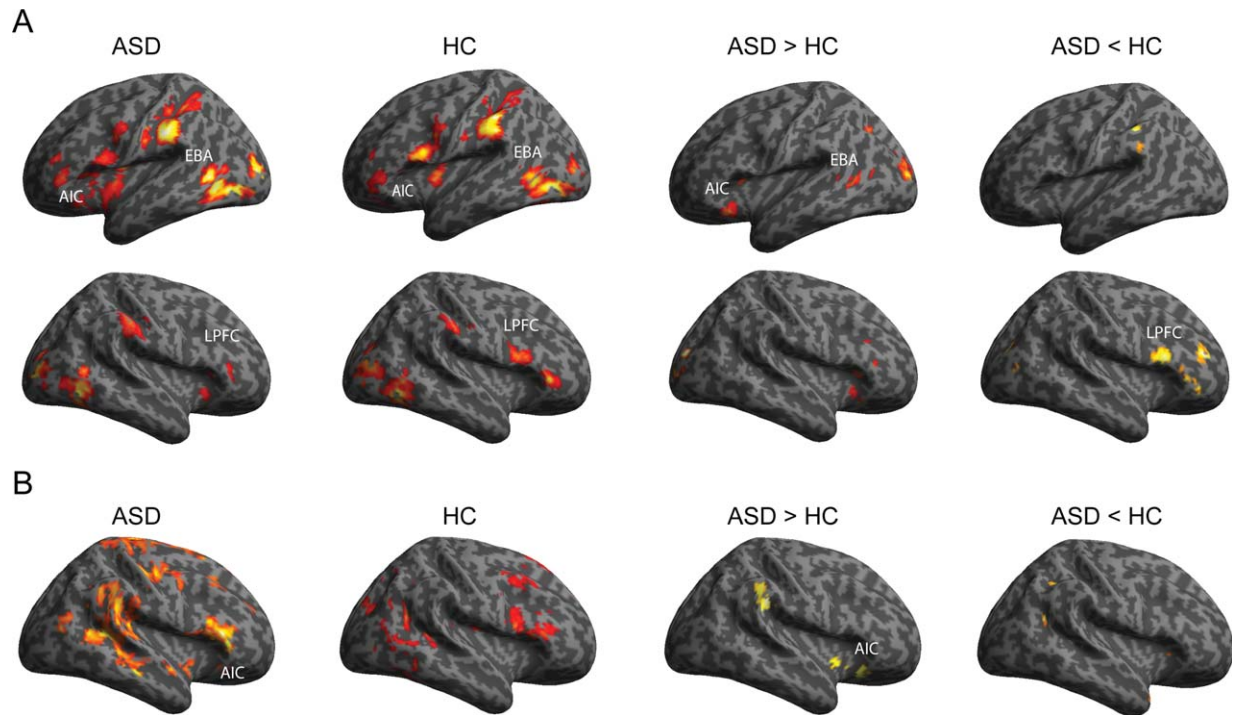 A
ASD HC ASD > HC ASD < HC
EBA EBA EBA
AIC AIC AIC
LPFC LPFC LPFC
B
ASD HC ASD > HC ASD < HC
AIC AIC